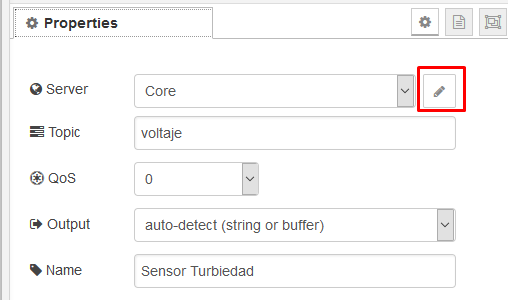 Properties
Server Core
Topic voltaje
QoS 0
Output auto-detect (string or buffer)
Name Sensor Turbiedad